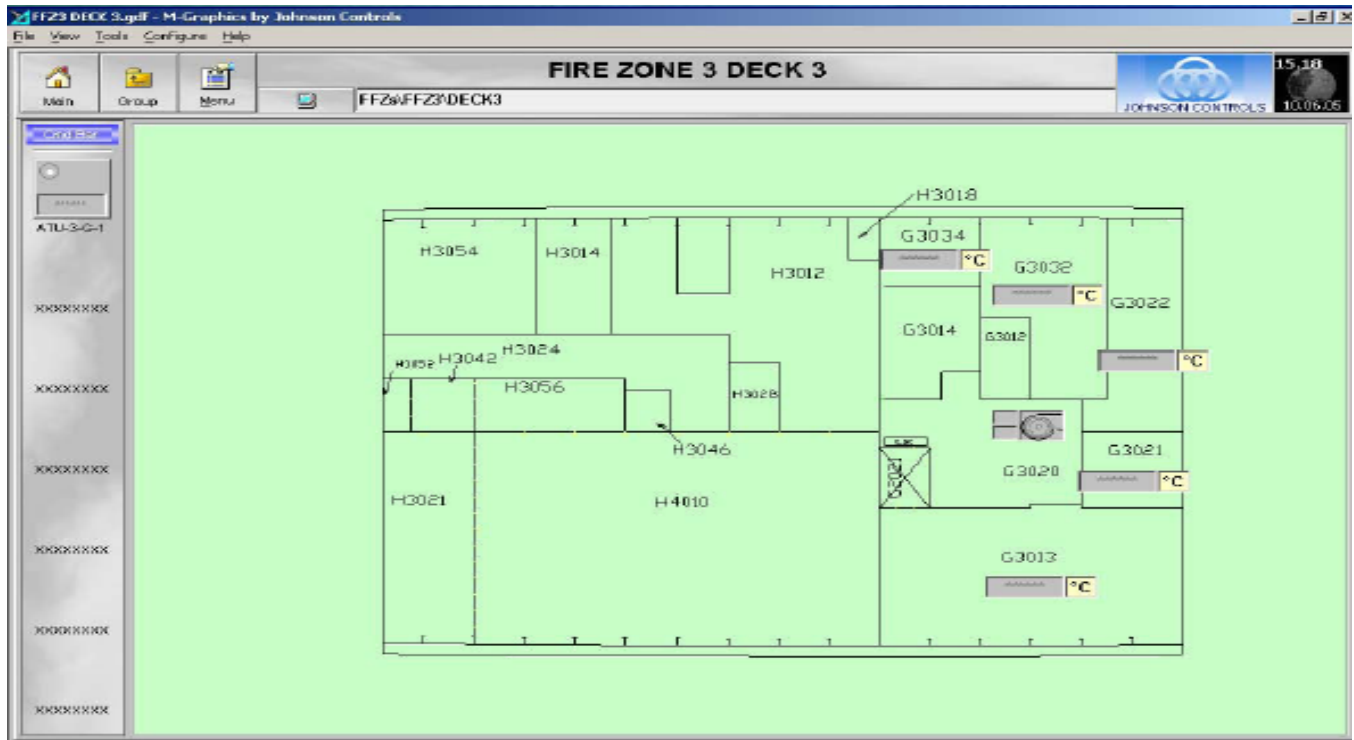 FFZ3 DECK 3.gdf - M-Graphics by Johnson Controls
File View Tools Configure Help
Main Group Menu
FIRE ZONE 3 DECK 3
FFZs\FFZ3\DECK3
JOHNSON CONTROLS
15,18
10.06.05
ATU-3-G-1
XXXXXXXX
XXXXXXXX
XXXXXXXX
XXXXXXXX
XXXXXXXX
XXXXXXXX
H3018
G3034
H3054
H3014
H3012
°C
G3032
°C
G3022
G3014
G3012
H3024
H3052
H3042
°C
H3056
H3028
H3046
G3021
G3020
G2021
°C
H3021
H4010
G3013
°C